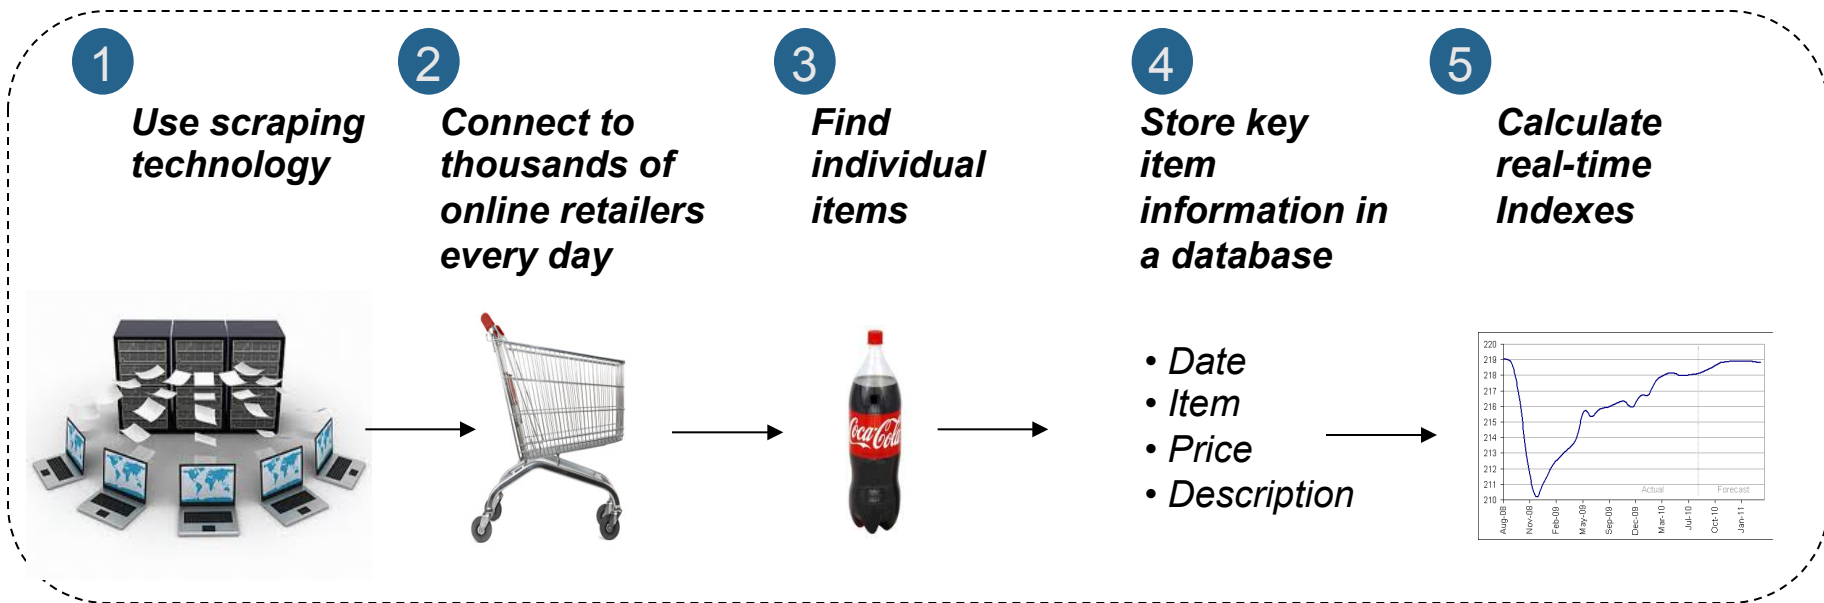 1
Use scraping
technology
2
Connect to
thousands of
online retailers
every day
3
Find
individual
items
Coca-Cola
4
Store key
item
information in
a database
• Date
• Item
• Price
• Description
5
Calculate
real-time
Indexes
220
219
218
217
216
215
214
213
212
211
210
Actual
Forecast
Aug-08
Nov-08
Feb-09
May-09
Sep-09
Dec-09
Mar-10
Jul-10
Oct-10
Jan-11